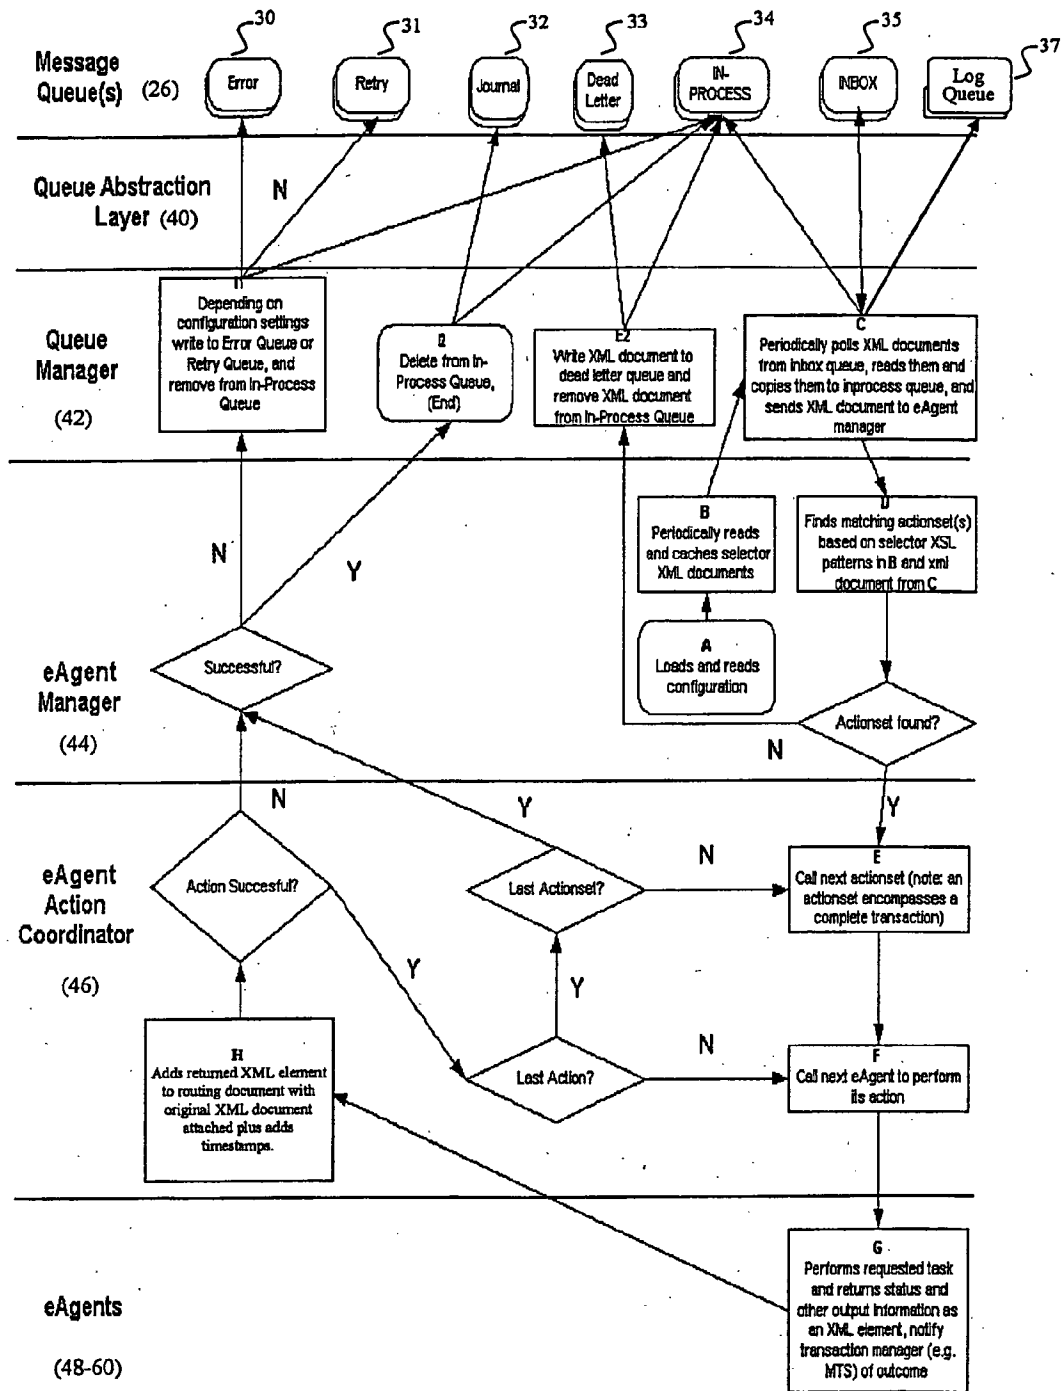 30
31
32
33
34
35
37
Message
Queue(s) (26)
Error
Retry
Journal
Dead
Letter
IN-
PROCESS
INBOX
Log
Queue
Queue Abstraction
Layer (40)
N
Queue
Manager
(42)
Depending on
configuration settings
write to Error Queue or
Retry Queue, and
remove from In-Process
Queue
Delete from In-
Process Queue,
(End)
E2
Write XML document to
dead letter queue and
remove XML document
from In-Process Queue
C
Periodically polls XML documents
from inbox queue, reads them and
copies them to inprocess queue, and
sends XML document to eAgent
manager
N
Y
B
Periodically reads
and caches selector
XML documents
D
Finds matching actionset(s)
based on selector XSL
patterns in B and xml
document from C
A
Loads and reads
configuration
eAgent
Manager
(44)
Successful?
Actionset found?
N
N
Y
Y
eAgent
Action
Coordinator
(46)
Action Succesful?
Last Actionset?
N
E
Call next actionset (note: an
actionset encompasses a
complete transaction)
Y
Y
H
Adds returned XML element
to routing document with
original XML document
attached plus adds
timestamps.
Last Action?
N
F
Call next eAgent to perform
its action
eAgents
(48-60)
G
Performs requested task
and returns status and
other output information as
an XML element, notify
transaction manager (e.g.
MTS) of outcome